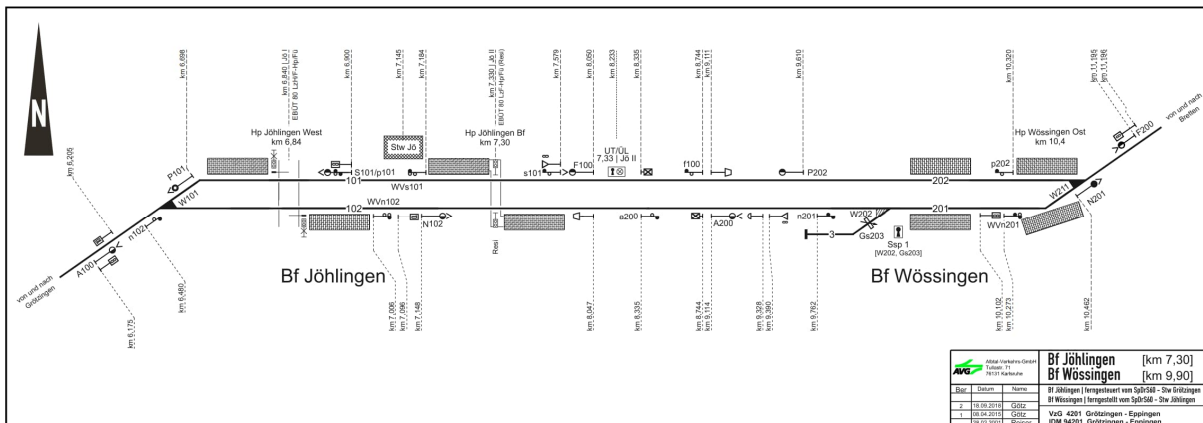 N
km 6,698
km 6,840 | Jö I
EBÜT 80 LzH/F-Hp/Fü
km 6,900
km 7,145
km 7,184
km 7,330 | Jö II
EBÜT 80 LzF-Hp/Fü (Resi)
km 7,579
km 8,050
km 8,233
km 8,335
km 8,744
km 9,111
km 9,610
km 10,320
km 11,195
km 11,196
Hp Jöhlingen West
km 6,84
Stw Jö
Hp Jöhlingen Bf
km 7,30
UT/ÜL
7,33 | Jö II
Hp Wössingen Ost
km 10,4
von und nach
Bretten
km 6,205
P101
S101/p101
s101
F100
f100
P202
p202
F200
W101
101
WVs101
202
W211
N201
n102
102
WVn102
N102
a200
A200
n201
W202
201
WVn201
3
Gs203
Ssp 1
[W202, Gs203]
Resi
A100
von und nach
Grötzingen
Bf Jöhlingen
Bf Wössingen
km 6,175
km 6,480
km 7,006
km 7,096
km 7,148
km 8,047
km 6,335
km 8,744
km 9,114
km 9,328
km 9,390
km 9,762
km 10,102
km 10,273
km 10,462
AVG
Albtal-Verkehrs-GmbH
Tullastr. 71
76131 Karlsruhe
Bf Jöhlingen [km 7,30]
Bf Wössingen [km 9,90]
Ber Datum Name
Bf Jöhlingen | ferngesteuert vom SpDrS60 – Stw Grötzingen
Bf Wössingen | ferngestellt vom SpDrS60 – Stw Jöhlingen
2 18.09.2016 Götz
1 08.04.2015 Götz
VzG 4201 Grötzingen - Eppingen